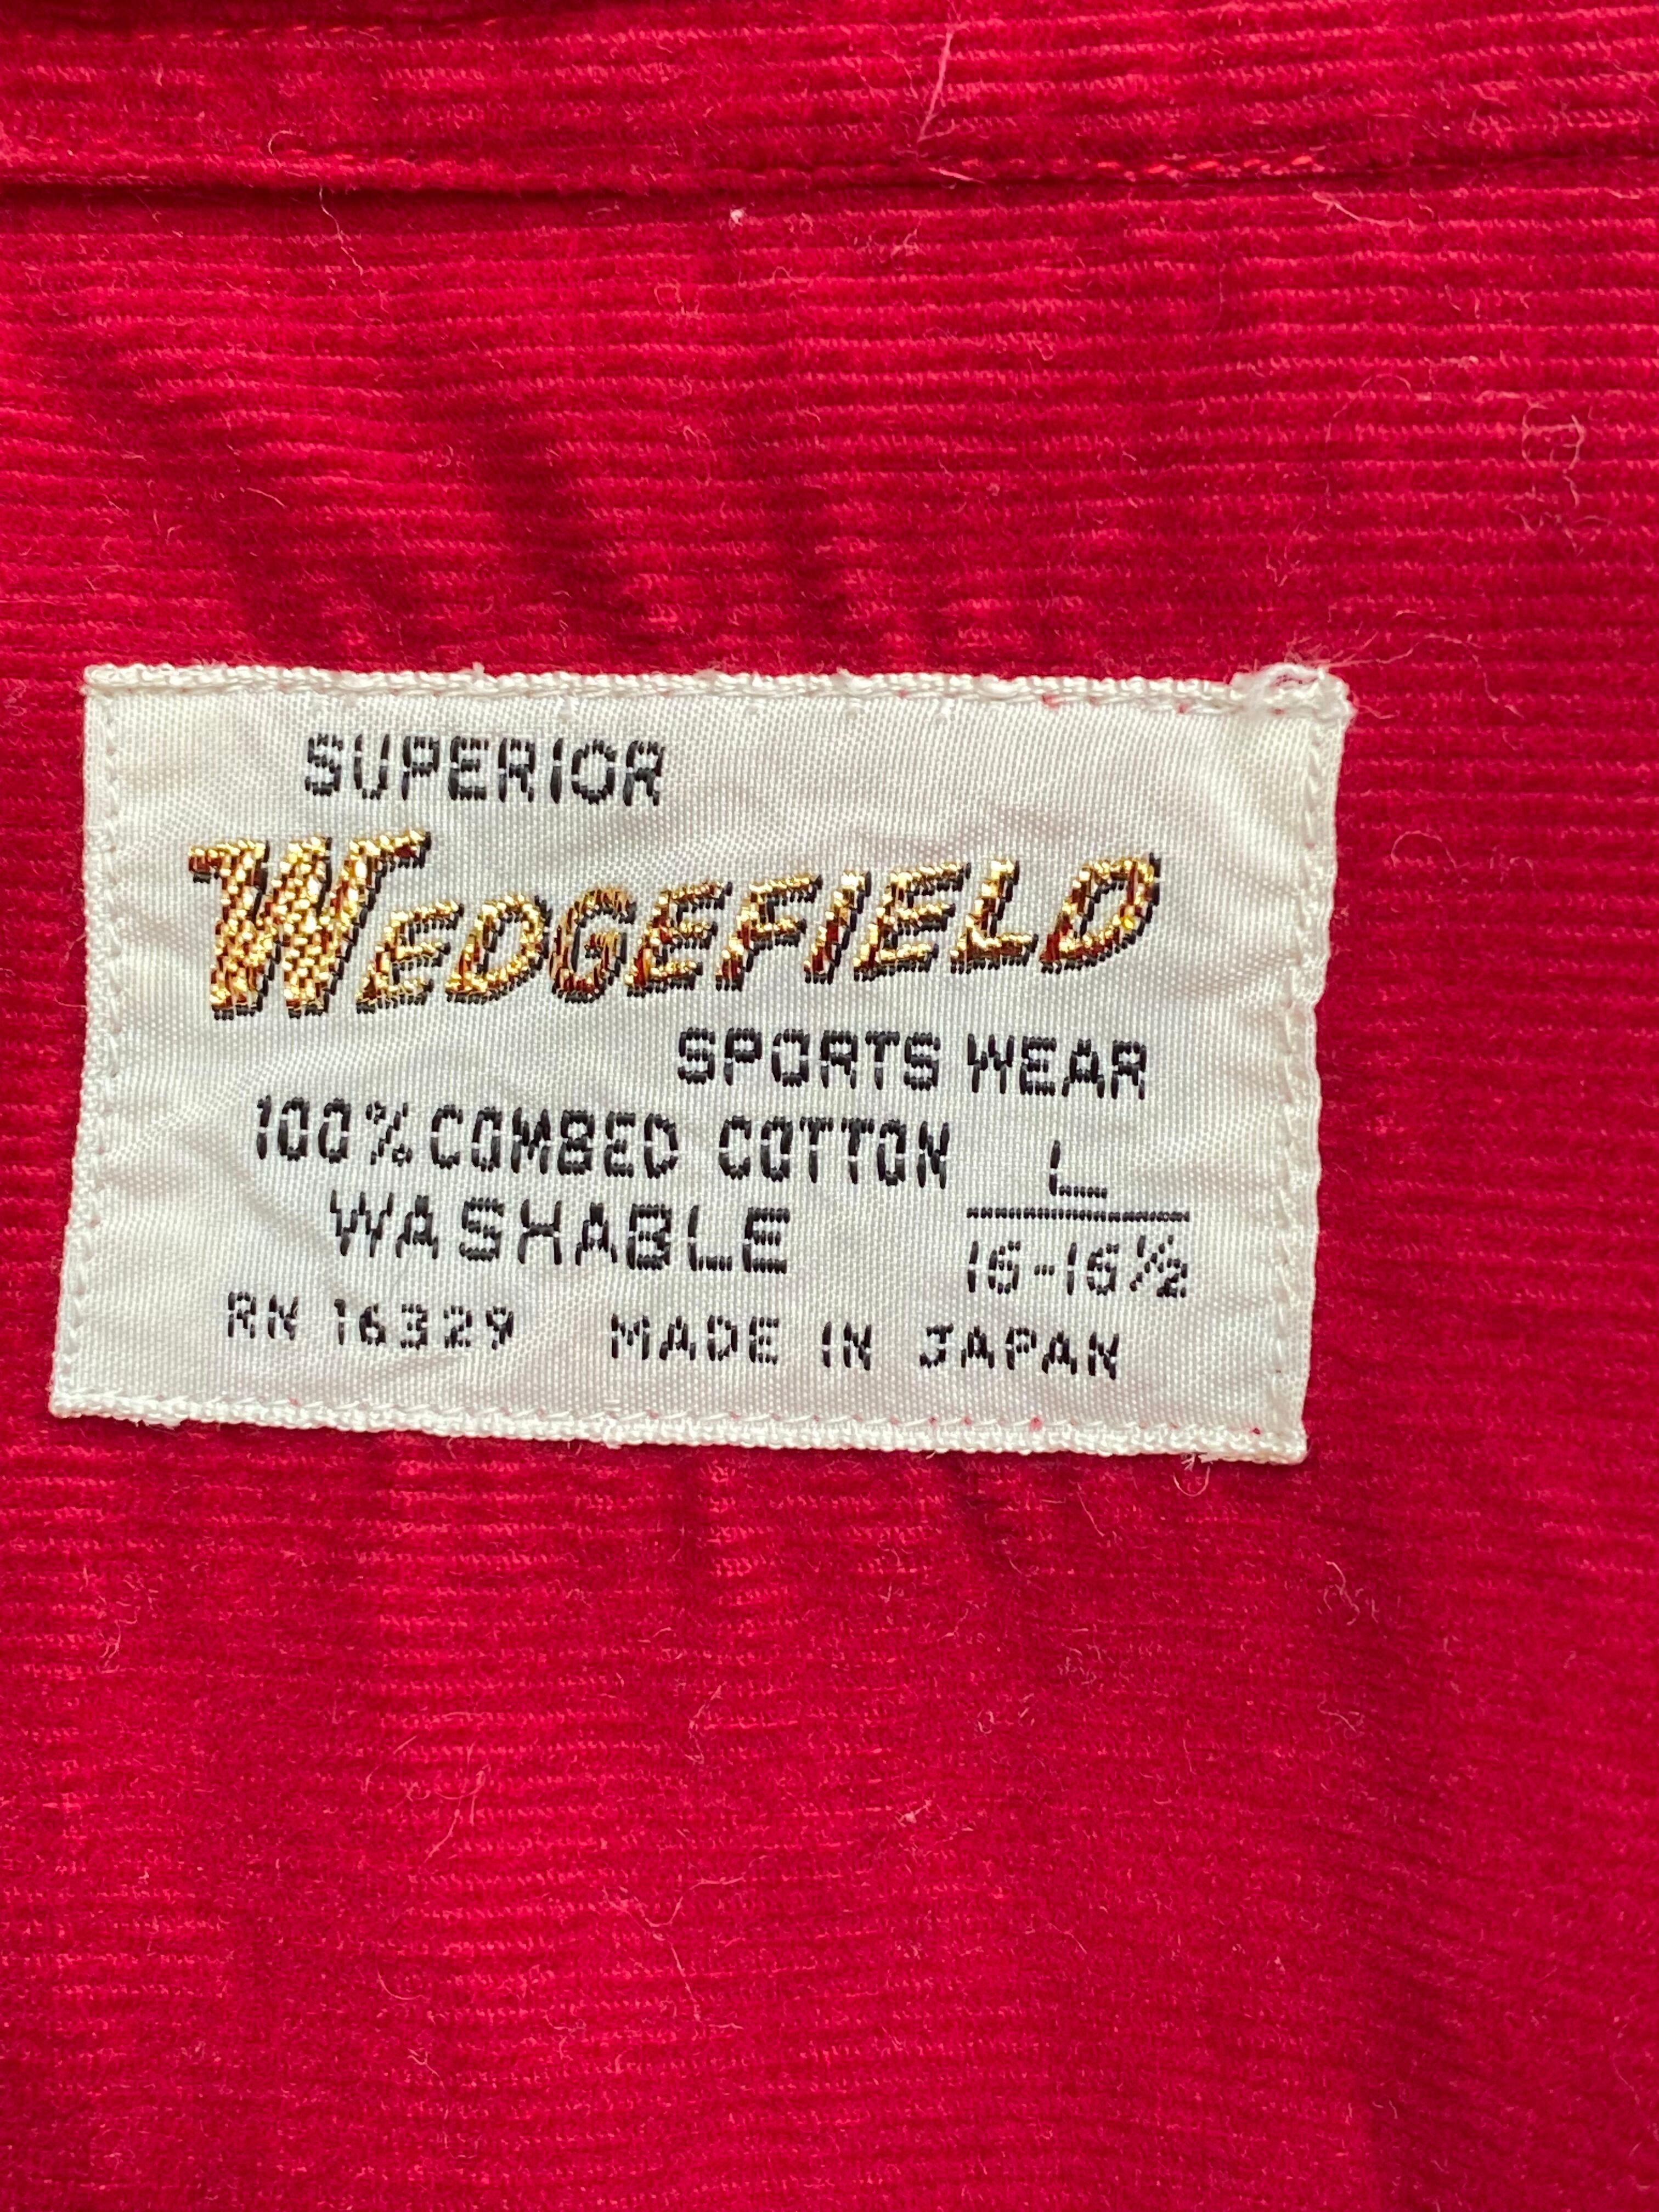 SUPERIOR
WEDGEFIELD
SPORTS WEAR
100% COMBED COTTON L
WASHABLE 16-16½
RN 16329 MADE IN JAPAN